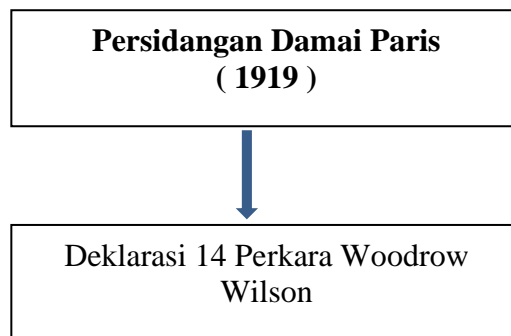 Persidangan Damai Paris
( 1919 )
Deklarasi 14 Perkara Woodrow
Wilson